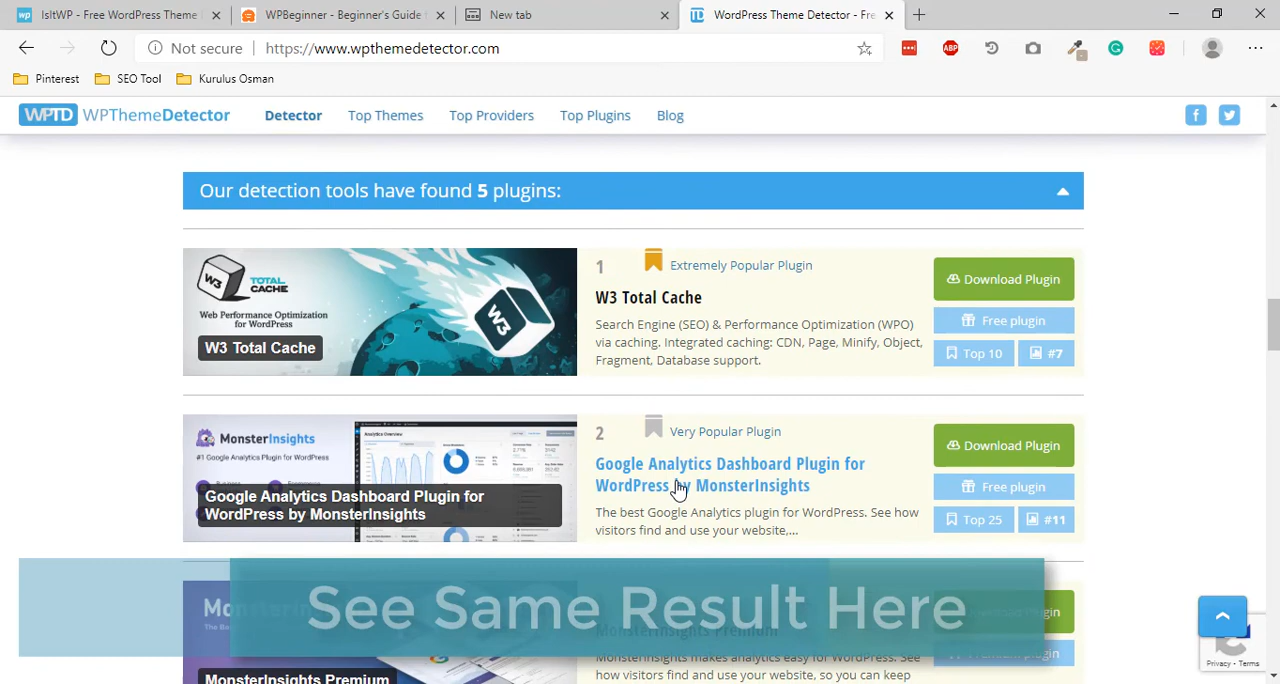 IsItWP - Free WordPress Theme
WPBeginner - Beginner's Guide
New tab
WordPress Theme Detector - Fre
Not secure
https://www.wpthemedetector.com
ABP
Pinterest
SEO Tool
Kurulus Osman
WPTD WPThemeDetector
Detector
Top Themes
Top Providers
Top Plugins
Blog
Our detection tools have found 5 plugins:
W3 TOTAL CACHE
Web Performance Optimization
for WordPress
W3
W3 Total Cache
1
Extremely Popular Plugin
W3 Total Cache
Search Engine (SEO) & Performance Optimization (WPO)
via caching. Integrated caching: CDN, Page, Minify, Object,
Fragment, Database support.
Download Plugin
Free plugin
Top 10
#7
MonsterInsights
#1 Google Analytics Plugin for WordPress
Analytics Overview
Google Analytics Dashboard Plugin for
WordPress by MonsterInsights
2
Very Popular Plugin
Google Analytics Dashboard Plugin for
WordPress by MonsterInsights
The best Google Analytics plugin for WordPress. See how
visitors find and use your website,...
Download Plugin
Free plugin
Top 25
#11
See Same Result Here
MonsterInsights Premium
MonsterInsights makes analytics easy for WordPress. See
how visitors find and use your website, so you can keep
MonsterInsights Premium
Privacy - Terms